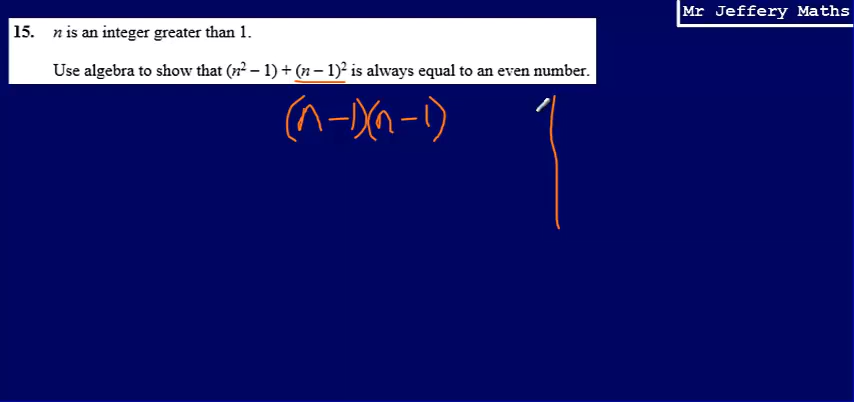 Mr Jeffery Maths
15. n is an integer greater than 1.
Use algebra to show that (n² – 1) + (n – 1)² is always equal to an even number.
(n – 1)(n – 1)